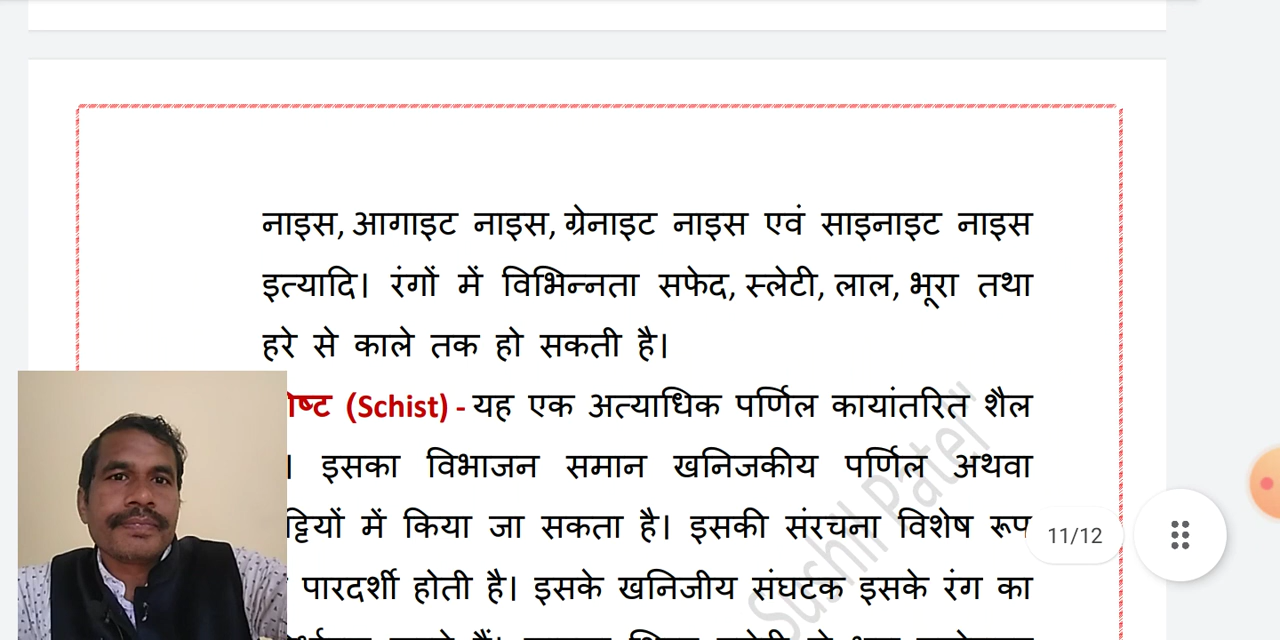 नाइस, आगाइट नाइस, ग्रेनाइट नाइस एवं साइनाइट नाइस
इत्यादि। रंगों में विभिन्नता सफेद, स्लेटी, लाल, भूरा तथा
हरे से काले तक हो सकती है।
(Schist) - यह एक अत्याधिक पर्णिल कायांतरित शैल
। इसका विभाजन समान खनिजकीय पर्णिल अथवा
में किया जा सकता है। इसकी संरचना विशेष रूप
पारदर्शी होती है। इसके खनिजीय संघटक इसके रंग का
Sushil Patel"
11/12